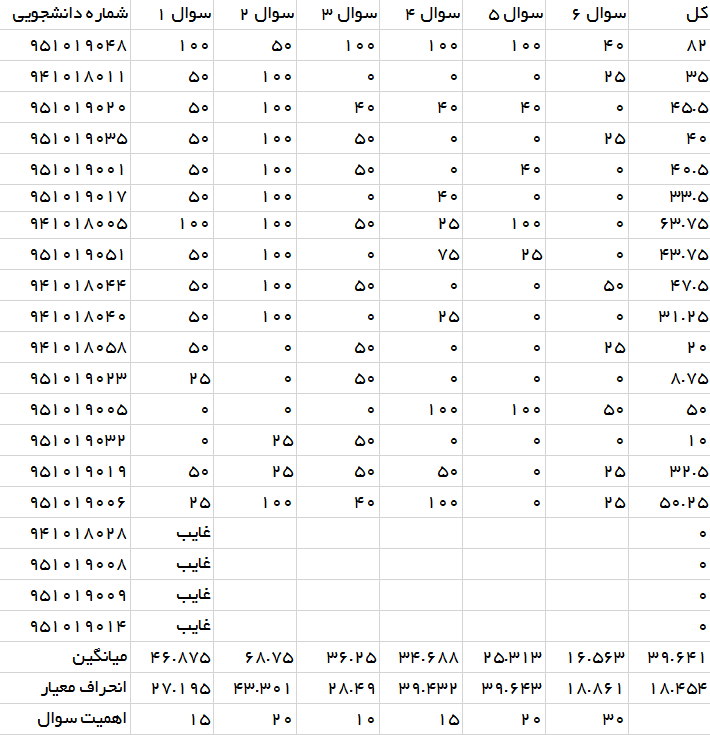 شماره دانشجویی سوال ۱ سوال ۲ سوال ۳ سوال ۴ سوال ۵ سوال ۶ کل
۹۵۱۰۱۹۰۴۸ ۱۰۰ ۵۰ ۱۰۰ ۱۰۰ ۱۰۰ ۴۰ ۸۲
۹۴۱۰۱۸۰۱۱ ۵۰ ۱۰۰ ۰ ۰ ۰ ۲۵ ۳۵
۹۵۱۰۱۹۰۲۰ ۵۰ ۱۰۰ ۴۰ ۴۰ ۴۰ ۰ ۴۵.۵
۹۵۱۰۱۹۰۳۵ ۵۰ ۱۰۰ ۵۰ ۰ ۰ ۲۵ ۴۰
۹۵۱۰۱۹۰۰۱ ۵۰ ۱۰۰ ۵۰ ۰ ۴۰ ۰ ۴۰.۵
۹۵۱۰۱۹۰۱۷ ۵۰ ۱۰۰ ۰ ۴۰ ۰ ۰ ۳۳.۵
۹۴۱۰۱۸۰۰۵ ۱۰۰ ۱۰۰ ۵۰ ۲۵ ۱۰۰ ۰ ۶۳.۷۵
۹۵۱۰۱۹۰۵۱ ۵۰ ۱۰۰ ۰ ۷۵ ۲۵ ۰ ۴۳.۷۵
۹۴۱۰۱۸۰۴۴ ۵۰ ۱۰۰ ۵۰ ۰ ۰ ۵۰ ۴۷.۵
۹۴۱۰۱۸۰۴۰ ۵۰ ۱۰۰ ۰ ۲۵ ۰ ۰ ۳۱.۲۵
۹۴۱۰۱۸۰۵۸ ۵۰ ۰ ۵۰ ۰ ۰ ۲۵ ۲۰
۹۵۱۰۱۹۰۲۳ ۲۵ ۰ ۵۰ ۰ ۰ ۰ ۸.۷۵
۹۵۱۰۱۹۰۰۵ ۰ ۰ ۰ ۱۰۰ ۱۰۰ ۵۰ ۵۰
۹۵۱۰۱۹۰۳۲ ۰ ۲۵ ۵۰ ۰ ۰ ۰ ۱۰
۹۵۱۰۱۹۰۱۹ ۵۰ ۲۵ ۵۰ ۵۰ ۰ ۲۵ ۳۲.۵
۹۵۱۰۱۹۰۰۶ ۲۵ ۱۰۰ ۴۰ ۱۰۰ ۰ ۲۵ ۵۰.۲۵
۹۴۱۰۱۸۰۲۸ غایب ۰
۹۵۱۰۱۹۰۰۸ غایب ۰
۹۵۱۰۱۹۰۰۹ غایب ۰
۹۵۱۰۱۹۰۱۴ غایب ۰
میانگین ۴۶.۸۷۵ ۶۸.۷۵ ۳۶.۲۵ ۳۴.۶۸۸ ۲۵.۳۱۳ ۱۶.۵۶۳ ۳۹.۶۴۱
انحراف معیار ۲۷.۱۹۵ ۴۳.۳۰۱ ۲۸.۴۹ ۳۹.۴۳۲ ۳۹.۶۴۳ ۱۸.۸۶۱ ۱۸.۴۵۴
اهمیت سوال ۱۵ ۲۰ ۱۰ ۱۵ ۲۰ ۳۰